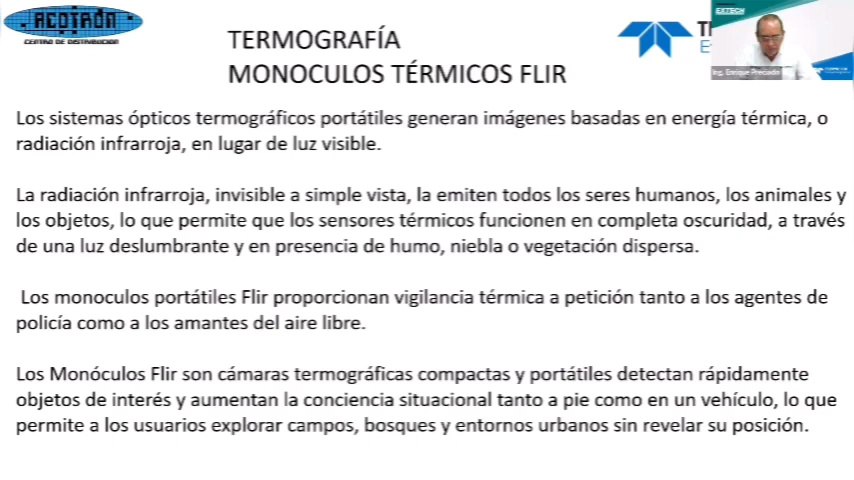 ACOTRÓN
CENTRO DE DISTRIBUCIÓN
EXTECH
Ing. Enrique Preciado
TERMOGRAFÍA
MONOCULOS TÉRMICOS FLIR
Los sistemas ópticos termográficos portátiles generan imágenes basadas en energía térmica, o
radiación infrarroja, en lugar de luz visible.
La radiación infrarroja, invisible a simple vista, la emiten todos los seres humanos, los animales y
los objetos, lo que permite que los sensores térmicos funcionen en completa oscuridad, a través
de una luz deslumbrante y en presencia de humo, niebla o vegetación dispersa.
Los monoculos portátiles Flir proporcionan vigilancia térmica a petición tanto a los agentes de
policía como a los amantes del aire libre.
Los Monóculos Flir son cámaras termográficas compactas y portátiles detectan rápidamente
objetos de interés y aumentan la conciencia situacional tanto a pie como en un vehículo, lo que
permite a los usuarios explorar campos, bosques y entornos urbanos sin revelar su posición.